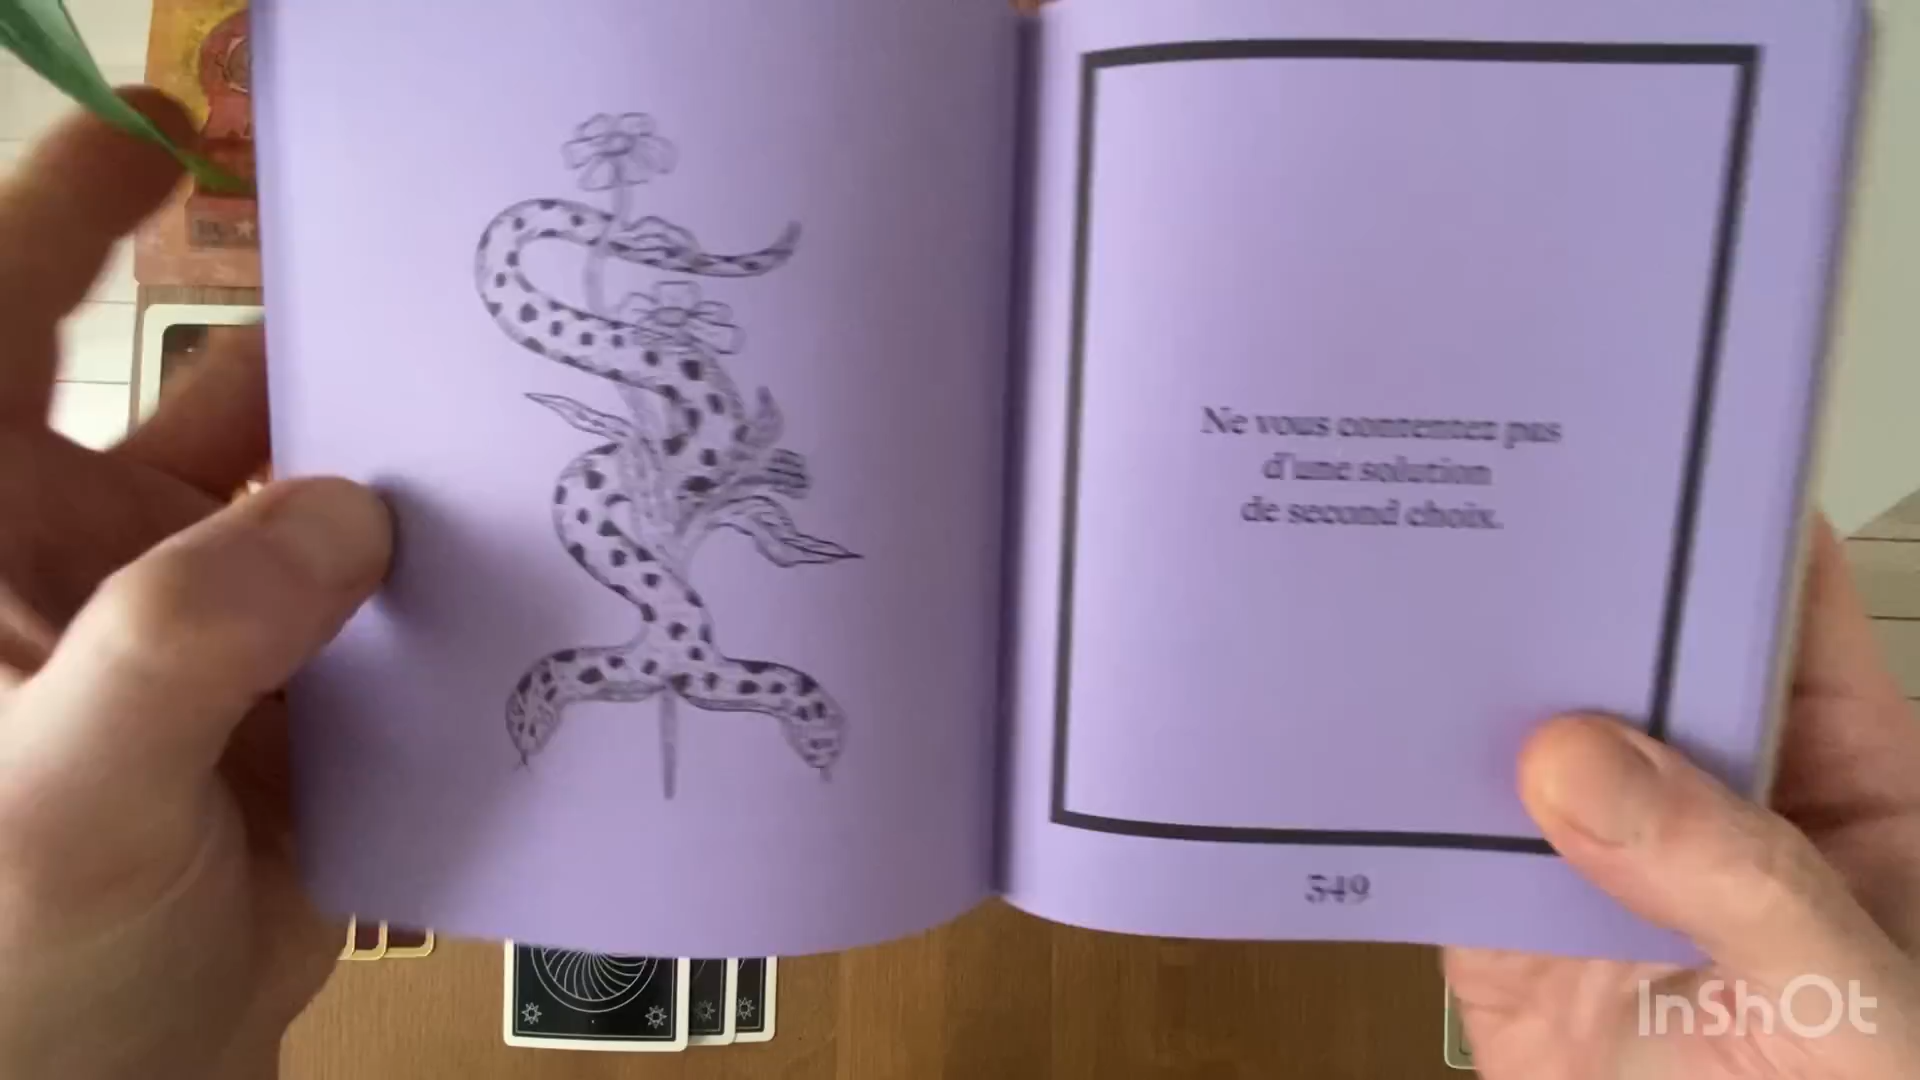 Ne vous contentez pas
d'une solution
de second choix.
349
InShOt